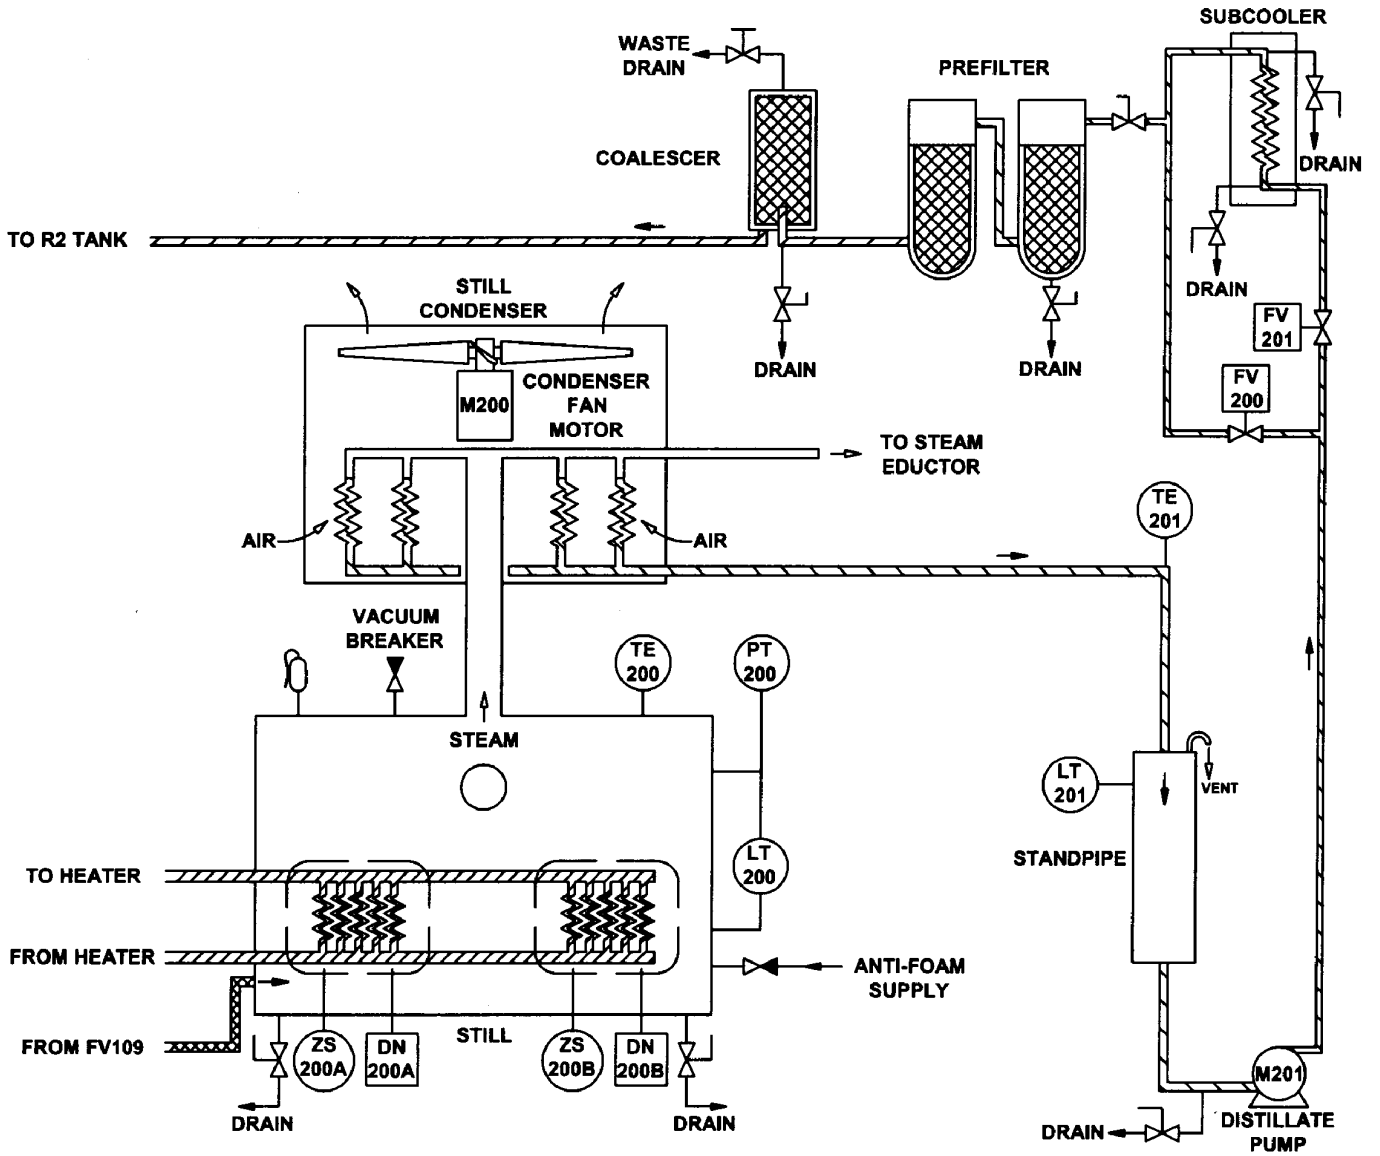 SUBCOOLER
WASTE
DRAIN
PREFILTER
COALESCER
DRAIN
TO R2 TANK
DRAIN
STILL
CONDENSER
FV
201
DRAIN
DRAIN
FV
200
M200
CONDENSER
FAN
MOTOR
TO STEAM
EDUCTOR
TE
201
AIR
AIR
VACUUM
BREAKER
TE
200
PT
200
STEAM
LT
201
VENT
STANDPIPE
LT
200
TO HEATER
FROM HEATER
ANTI-FOAM
SUPPLY
FROM FV109
STILL
ZS
200A
DN
200A
ZS
200B
DN
200B
M201
DRAIN
DRAIN
DRAIN
DISTILLATE
PUMP